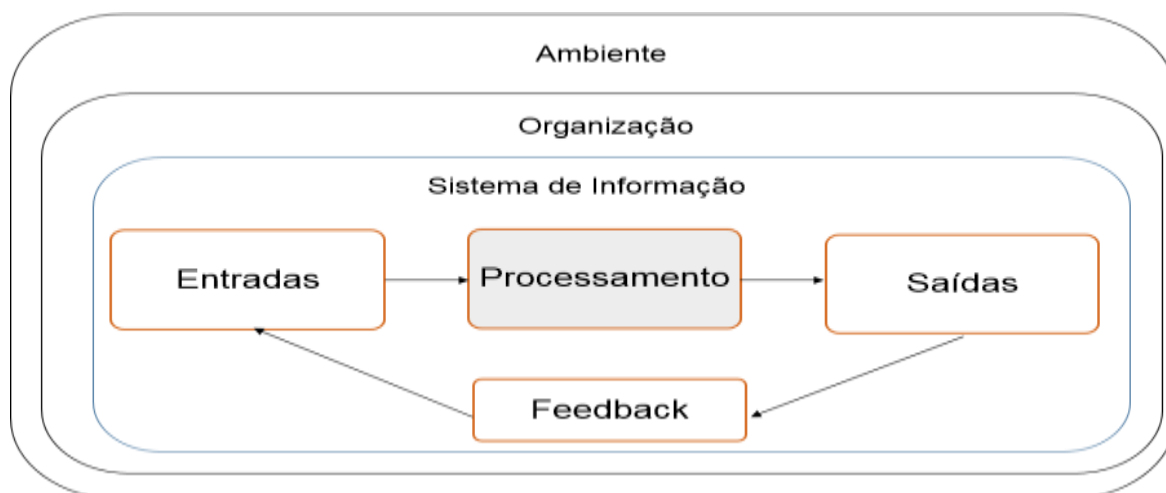 Ambiente
Organização
Sistema de Informação
Entradas
Processamento
Saídas
Feedback